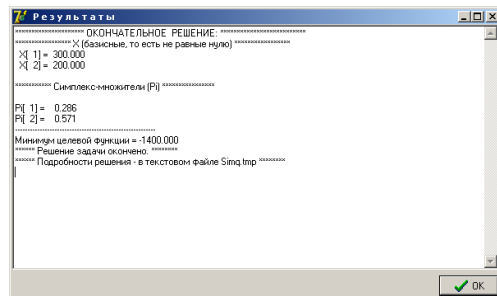 Результаты
******************** ОКОНЧАТЕЛЬНОЕ РЕШЕНИЕ: *************************
**************** X (базисные, то есть не равные нулю) ****************
X[ 1] = 300.000
X[ 2] = 200.000
********** Симплекс-множители (Pi) ***************
Pi[ 1] = 0.286
Pi[ 2] = 0.571
----------------------------------------------------
Минимум целевой функции = -1400.000
****** Решение задачи окончено. ********
****** Подробности решения - в текстовом файле Simq.tmp ********
OK